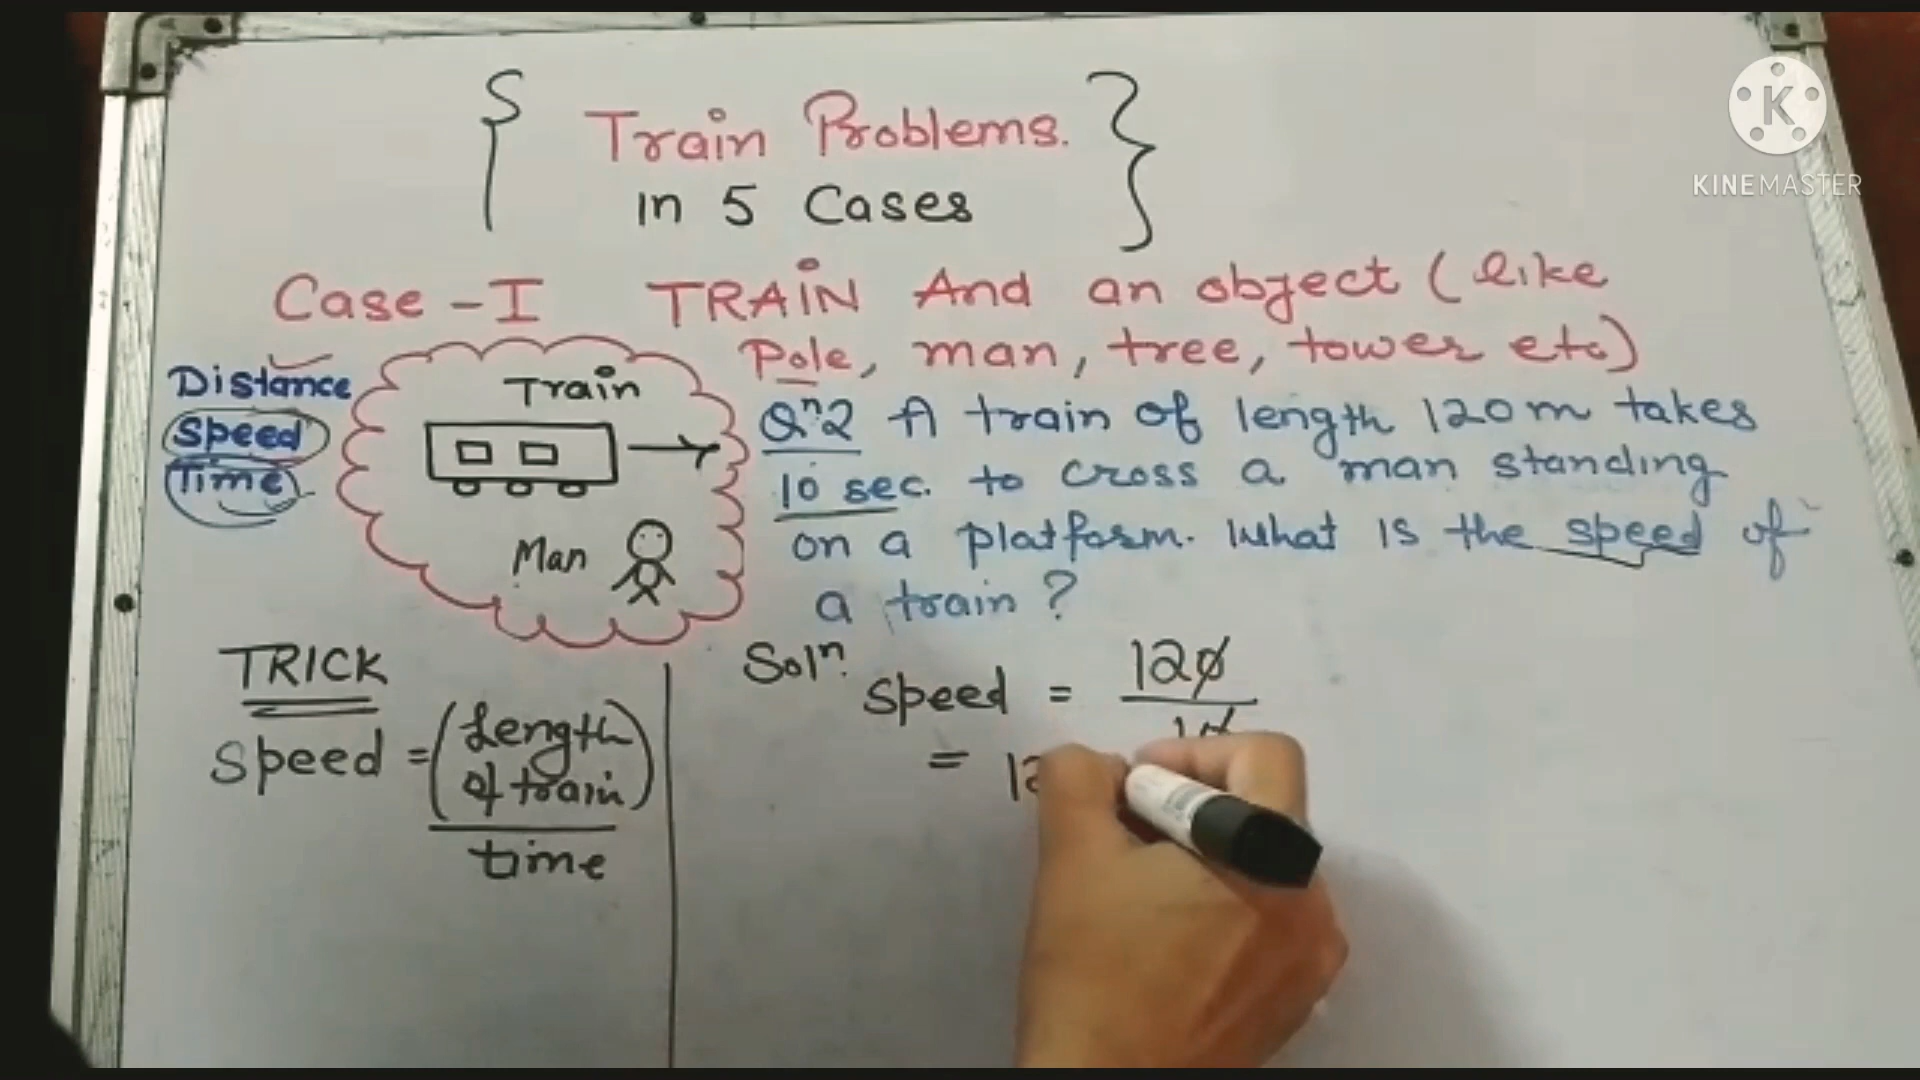 Train Problems.
in 5 Cases
KINEMASTER
Case - I TRAIN And an object (like
Pole, man, tree, tower etc)
Distance
Speed
Time
Train
Man
Qⁿ2 A train of length 120m takes
10 sec. to cross a man standing
on a platform. What is the speed of
a train?
TRICK
Speed = (Length
of train)
time
Solⁿ.
Speed = 120
10
= 12